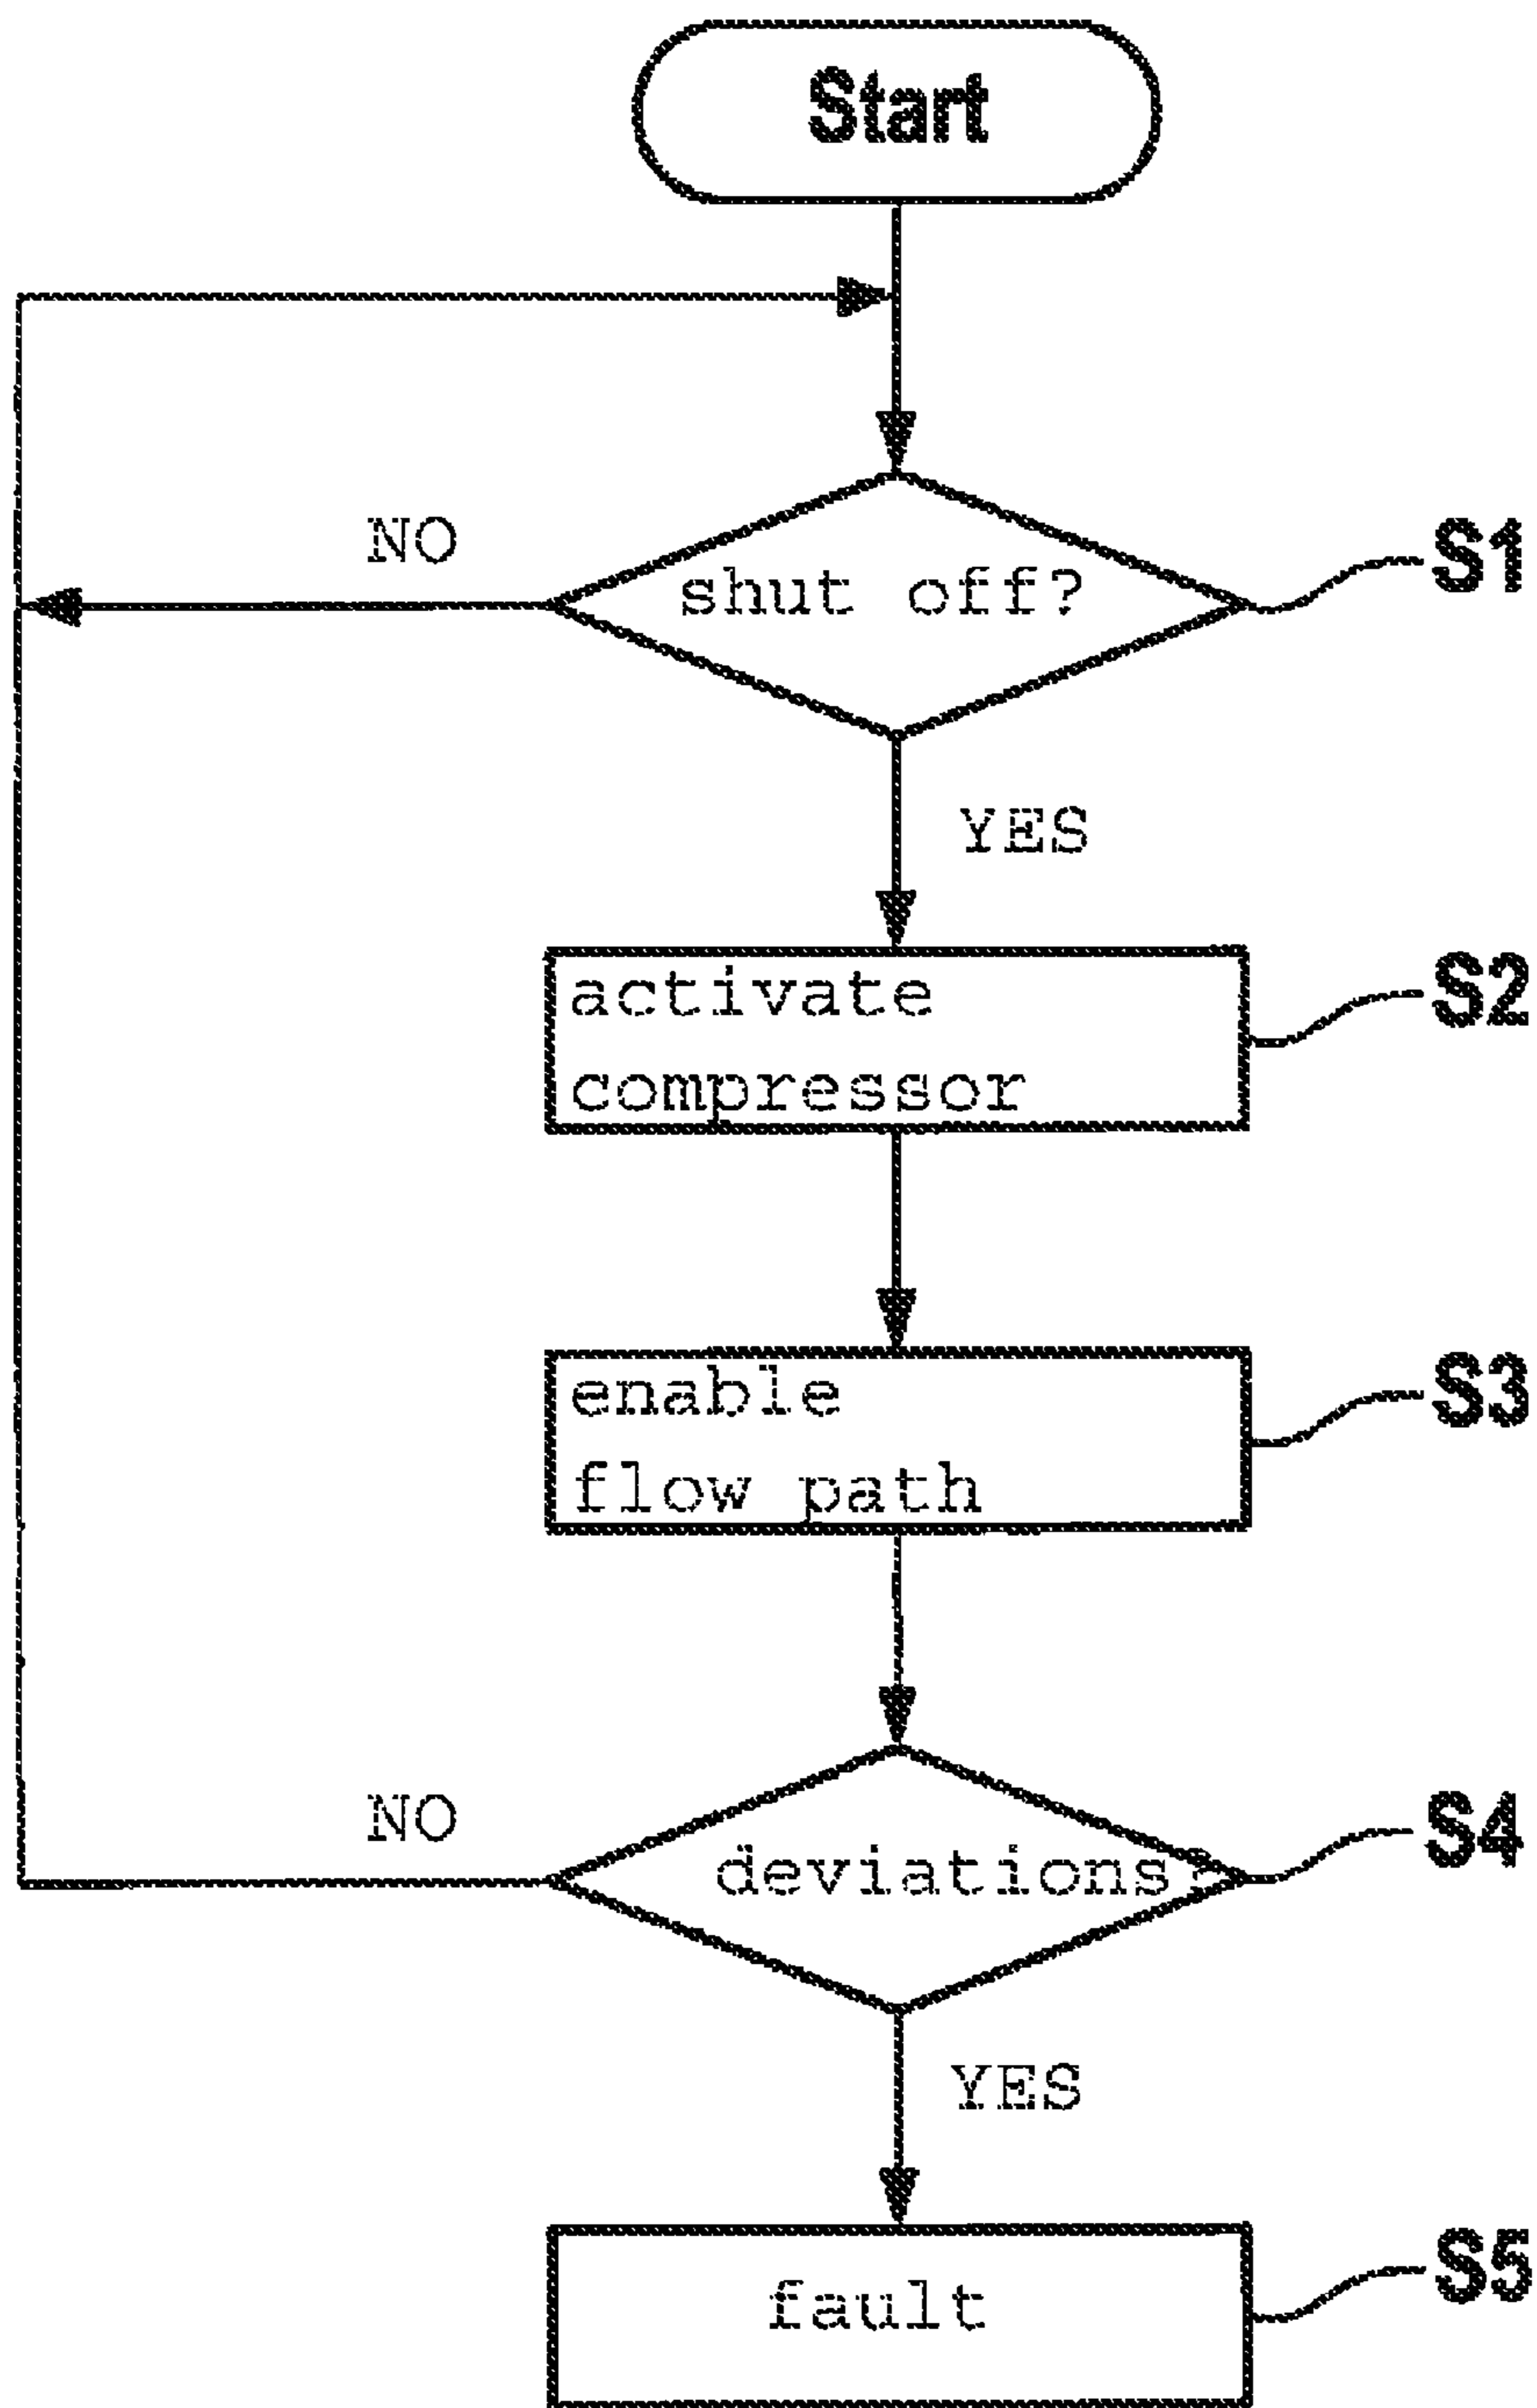 Start
NO
shut off?
S1
YES
activate
compressor
S2
enable
flow path
S3
NO
deviations?
S4
YES
fault
S5